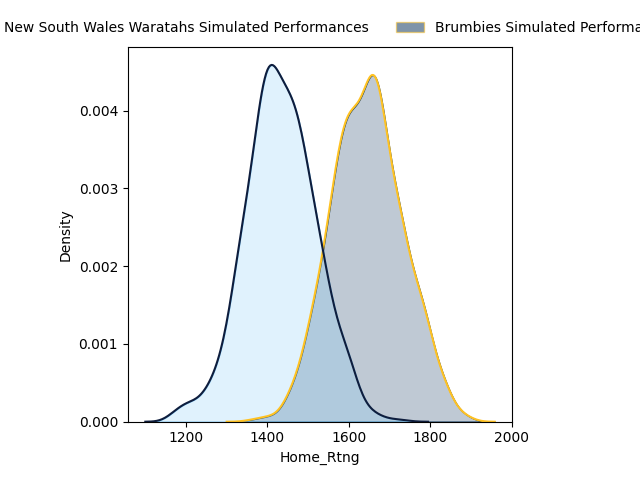 New South Wales Waratahs Simulated Performances
Brumbies Simulated Performa
0.004
0.003
0.002
0.001
0.000
Density
1200 1400 1600 1800 2000
Home_Rtng